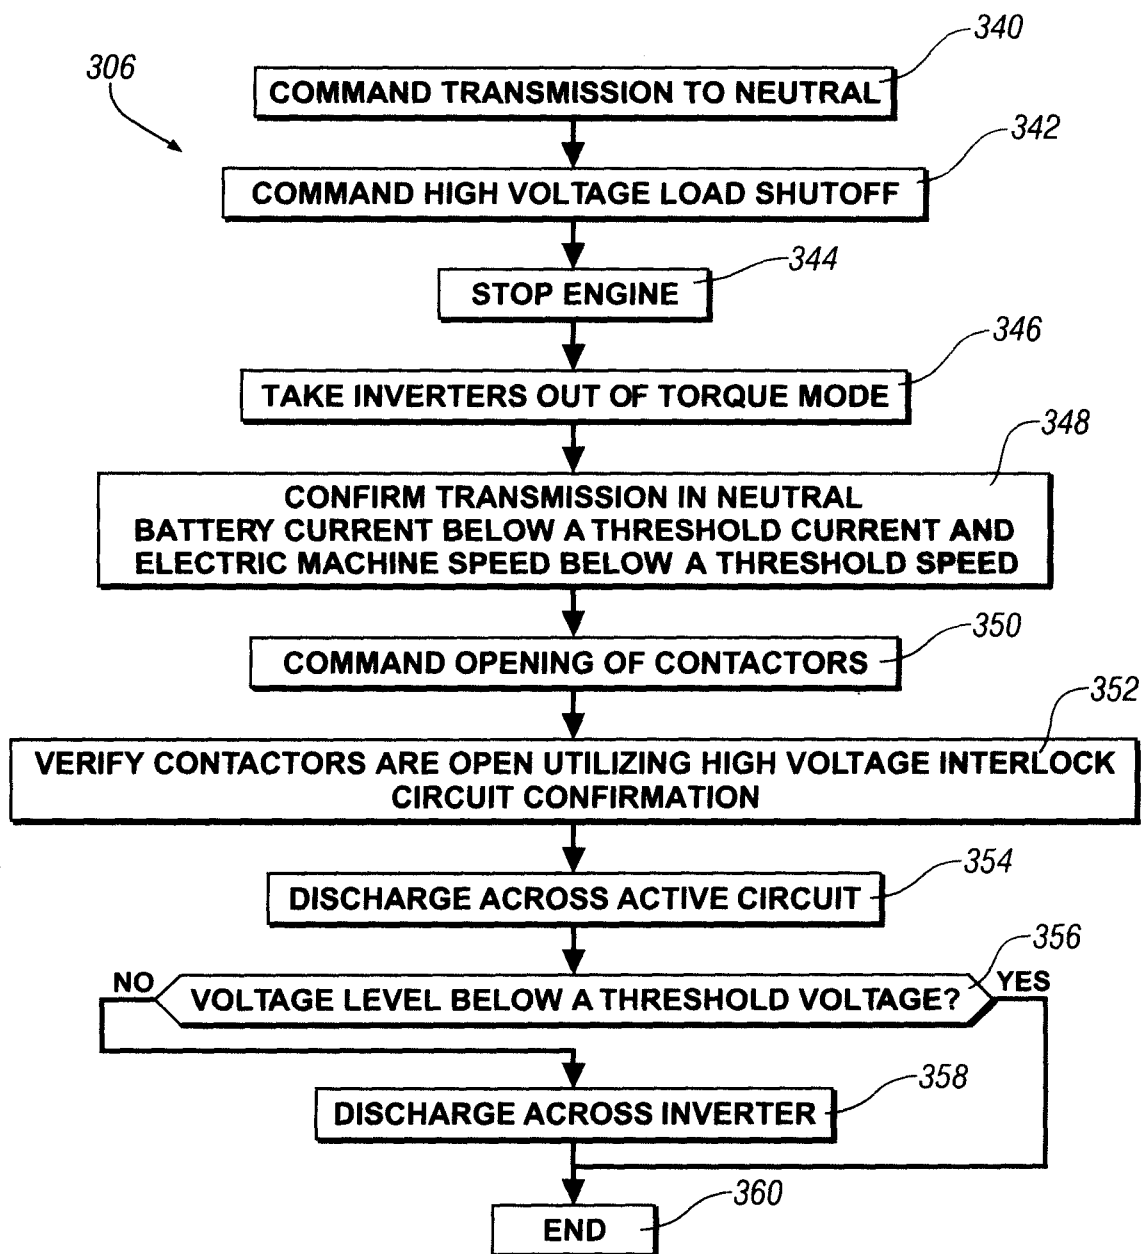 340
306
COMMAND TRANSMISSION TO NEUTRAL
342
COMMAND HIGH VOLTAGE LOAD SHUTOFF
344
STOP ENGINE
346
TAKE INVERTERS OUT OF TORQUE MODE
348
CONFIRM TRANSMISSION IN NEUTRAL
BATTERY CURRENT BELOW A THRESHOLD CURRENT AND
ELECTRIC MACHINE SPEED BELOW A THRESHOLD SPEED
350
COMMAND OPENING OF CONTACTORS
352
VERIFY CONTACTORS ARE OPEN UTILIZING HIGH VOLTAGE INTERLOCK
CIRCUIT CONFIRMATION
354
DISCHARGE ACROSS ACTIVE CIRCUIT
356
NO
VOLTAGE LEVEL BELOW A THRESHOLD VOLTAGE?
YES
358
DISCHARGE ACROSS INVERTER
360
END